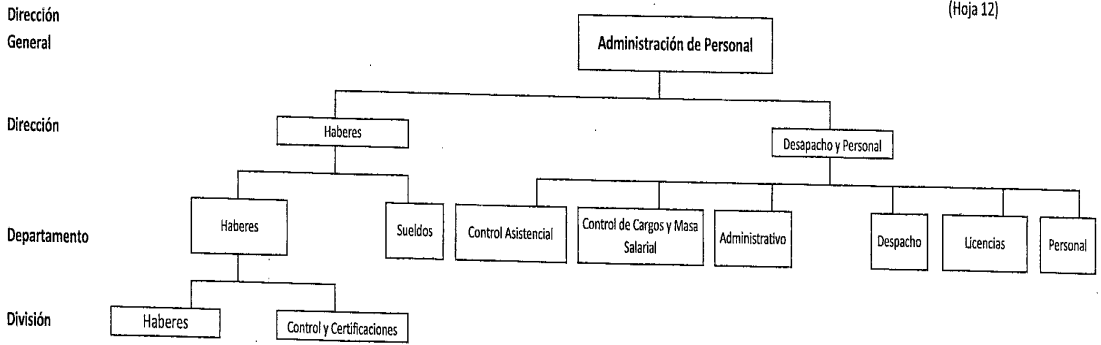 (Hoja 12)
Dirección
General
Administración de Personal
Dirección
Haberes
Desapacho y Personal
Departamento
Haberes
Sueldos
Control Asistencial
Control de Cargos y Masa
Salarial
Administrativo
Despacho
Licencias
Personal
División
Haberes
Control y Certificaciones